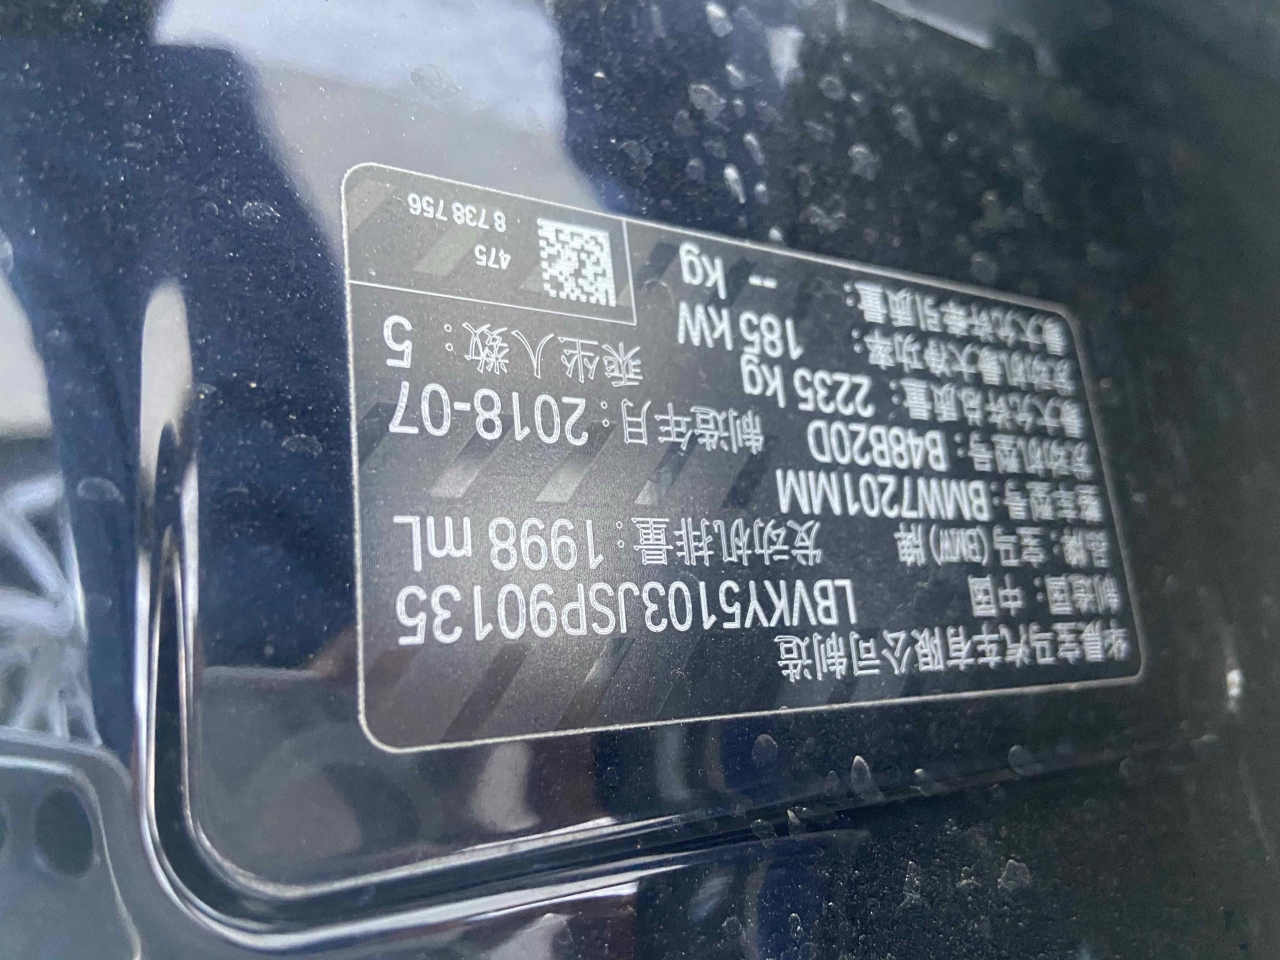 华晨宝马汽车有限公司制造
制造国：中国 LBVKY5103JSP90135
品牌：宝马(BMW)牌 发动机排量：1998 mL
整车型号：BMW7201MM
发动机型号：B48B20D 制造年月：2018-07
最大允许总质量：2235 kg 乘坐人数：5
发动机最大净功率：185 kW
最大允许牵引质量：-- kg
475
8 738 756